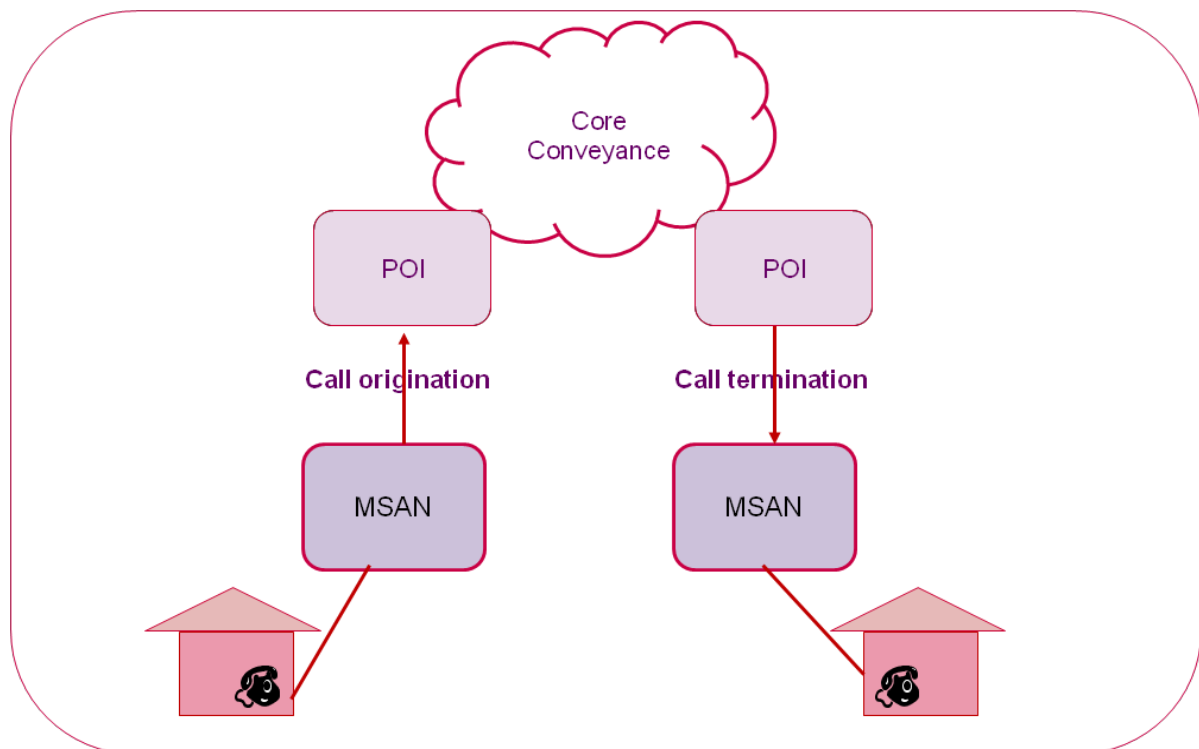 Core
Conveyance
POI
POI
Call origination
Call termination
MSAN
MSAN